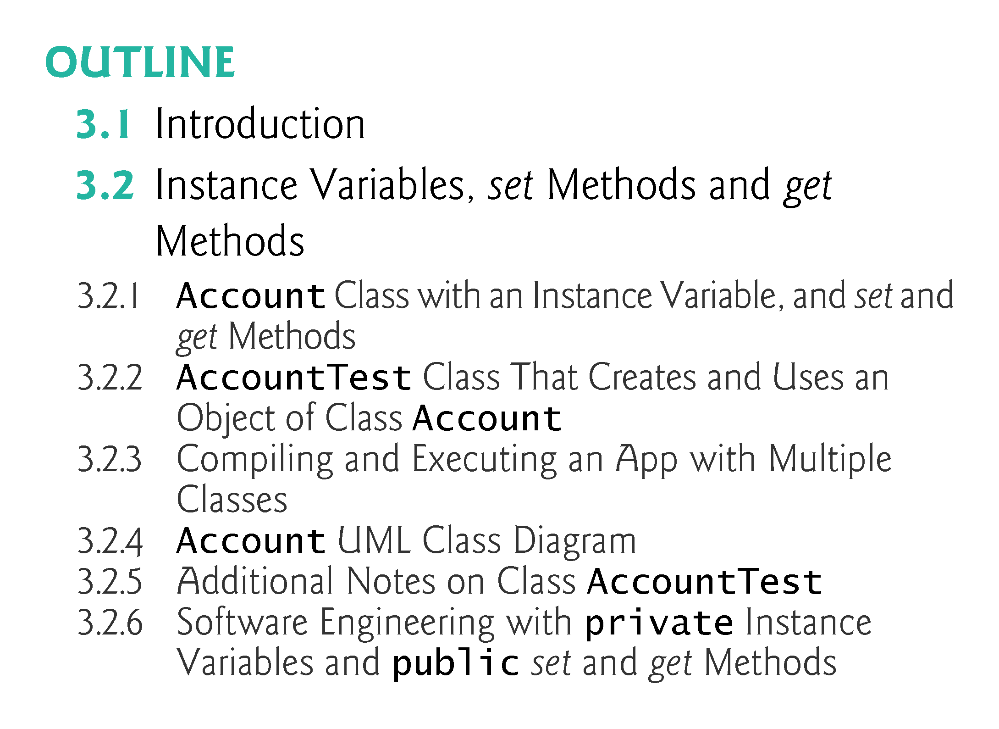 OUTLINE
3.1 Introduction
3.2 Instance Variables, set Methods and get
Methods
3.2.1 Account Class with an Instance Variable, and set and
get Methods
3.2.2 AccountTest Class That Creates and Uses an
Object of Class Account
3.2.3 Compiling and Executing an App with Multiple
Classes
3.2.4 Account UML Class Diagram
3.2.5 Additional Notes on Class AccountTest
3.2.6 Software Engineering with private Instance
Variables and public set and get Methods